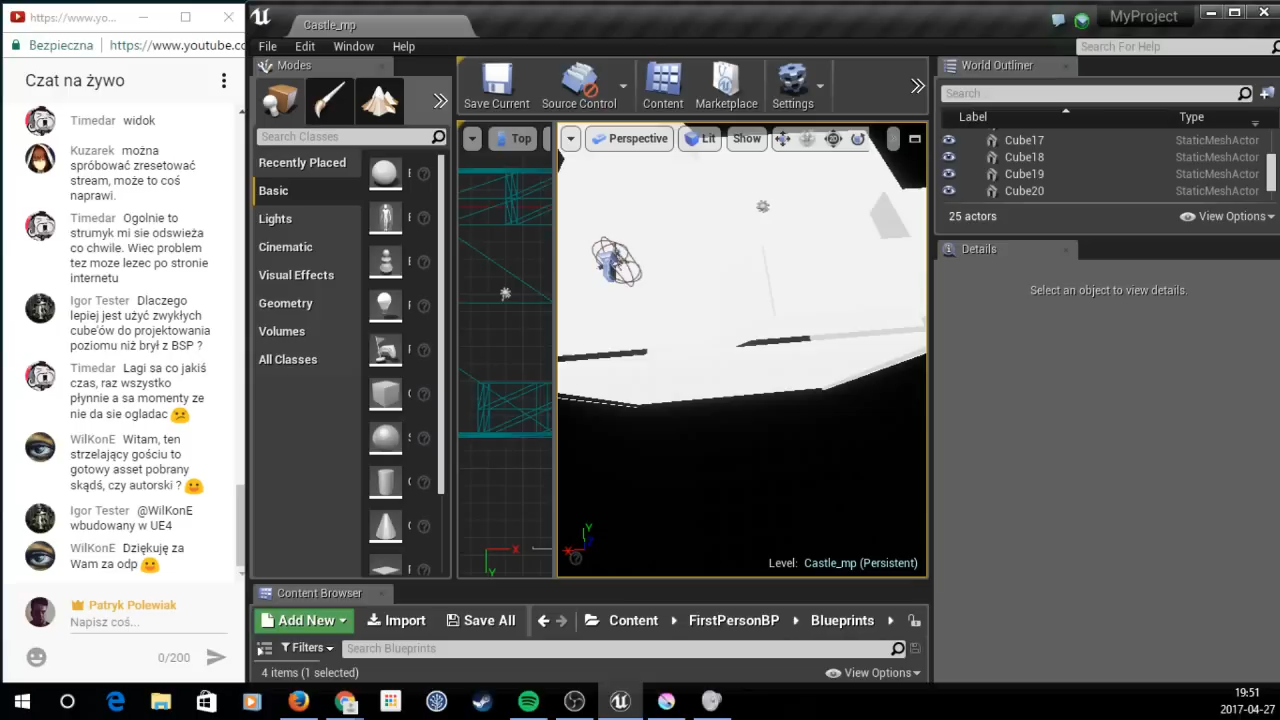 https://www.yo...
Bezpieczna
https://www.youtube.cc
Czat na żywo
Timedar widok
Kuzarek można
spróbować zresetować
stream, może to coś
naprawi.
Timedar Ogolnie to
strumyk mi sie odswieża
co chwile. Wiec problem
tez moze lezec po stronie
internetu
Igor Tester Dlaczego
lepiej jest użyć zwykłych
cube'ów do projektowania
poziomu niż brył z BSP ?
Timedar Lagi sa co jakiś
czas, raz wszystko
płynnie a sa momenty ze
nie da sie ogladac
WilKonE Witam, ten
strzelający gościu to
gotowy asset pobrany
skądś, czy autorski ?
Igor Tester @WilKonE
wbudowany w UE4
WilKonE Dziękuję za
Wam za odp
Patryk Polewiak
Napisz coś...
0/200
Castle_mp
MyProject
File Edit Window Help
Search For Help
Modes
Search Classes
Recently Placed
Basic
Lights
Cinematic
Visual Effects
Geometry
Volumes
All Classes
Save Current
Source Control
Content
Marketplace
Settings
Top
Perspective
Lit
Show
X
Y
Y
Level: Castle_mp (Persistent)
World Outliner
Search...
Label Type
Cube17 StaticMeshActor
Cube18 StaticMeshActor
Cube19 StaticMeshActor
Cube20 StaticMeshActor
25 actors
View Options
Details
Select an object to view details.
Content Browser
Add New
Import
Save All
Content
FirstPersonBP
Blueprints
Filters
Search Blueprints
4 items (1 selected)
View Options
19:51
2017-04-27